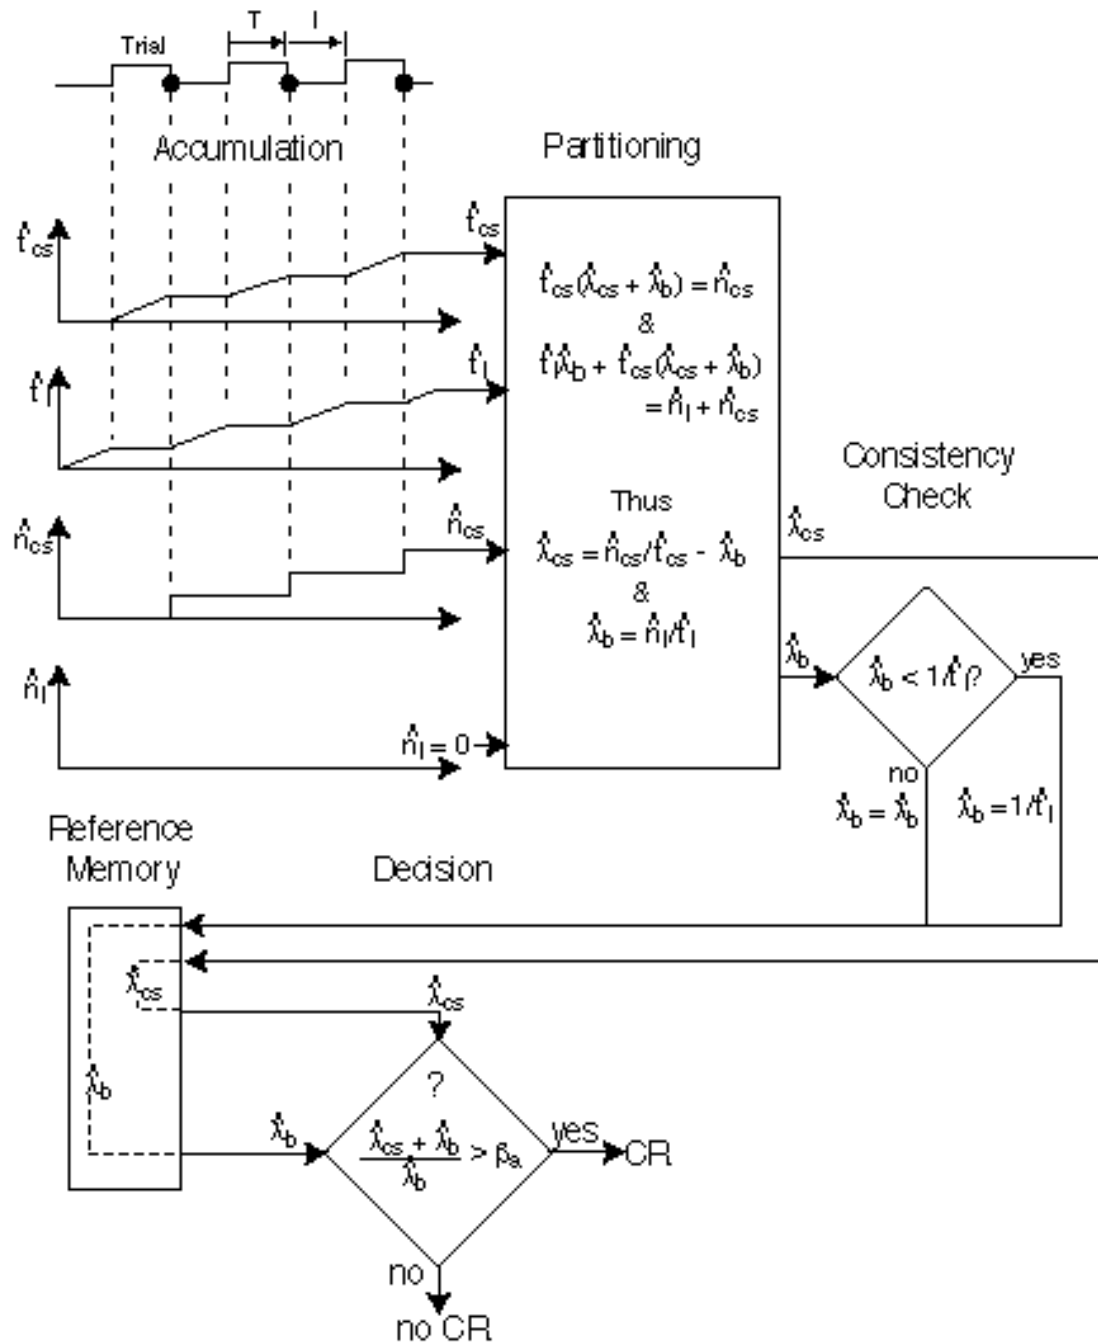 T I
Trial
Accumulation
Partitioning
t̂cs
t̂cs
t̂cs(λ̂cs + λ̂b) = n̂cs
&
t̂Iλ̂b + t̂cs(λ̂cs + λ̂b)
= n̂I + n̂cs
t̂I
t̂I
Thus
λ̂cs = n̂cs/t̂cs - λ̂b
&
λ̂b = n̂I/t̂I
n̂cs
n̂cs
n̂I
n̂I = 0
Consistency
Check
λ̂cs
λ̂b
λ̂b < 1/t̂I?
yes
no
λ̂b = λ̂b
λ̂b = 1/t̂I
Reference
Memory
Decision
λ̂cs
λ̂b
λ̂cs
λ̂b
?
λ̂cs + λ̂b
λ̂b
> βa
yes
CR
no
no CR